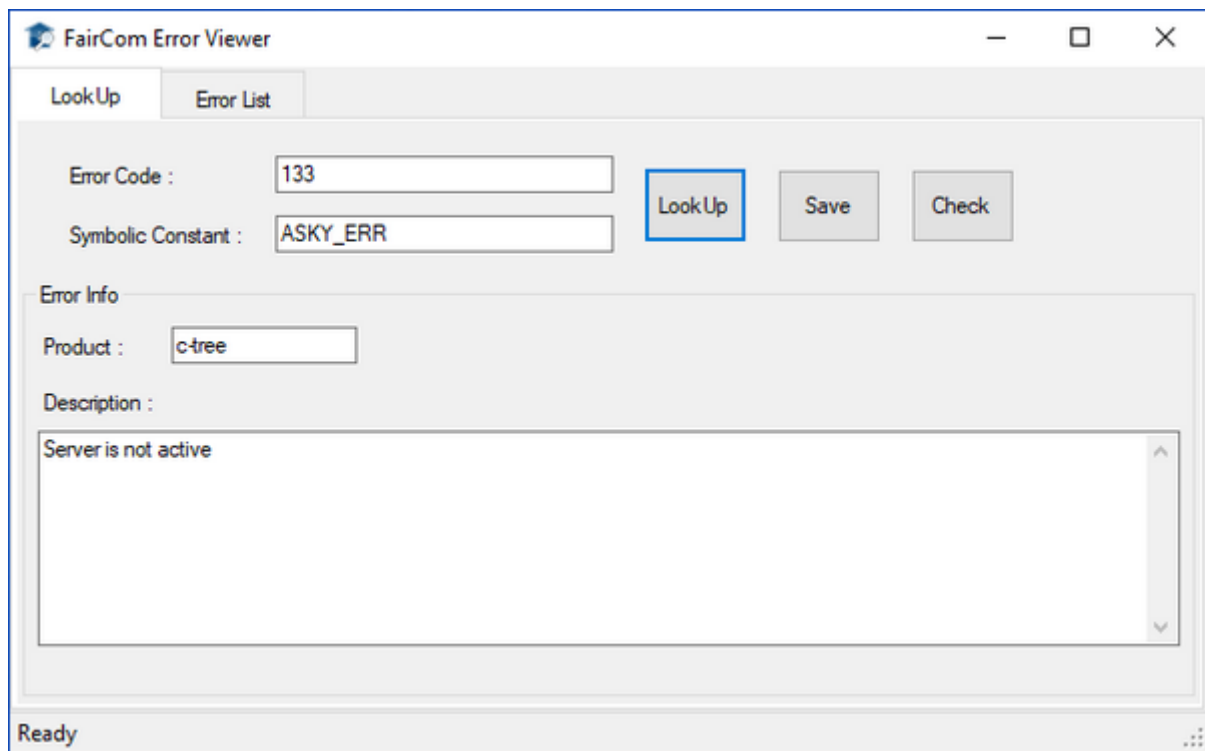 FairCom Error Viewer
LookUp Error List
Error Code : 133
Symbolic Constant : ASKY_ERR
LookUp Save Check
Error Info
Product : c-tree
Description :
Server is not active
Ready